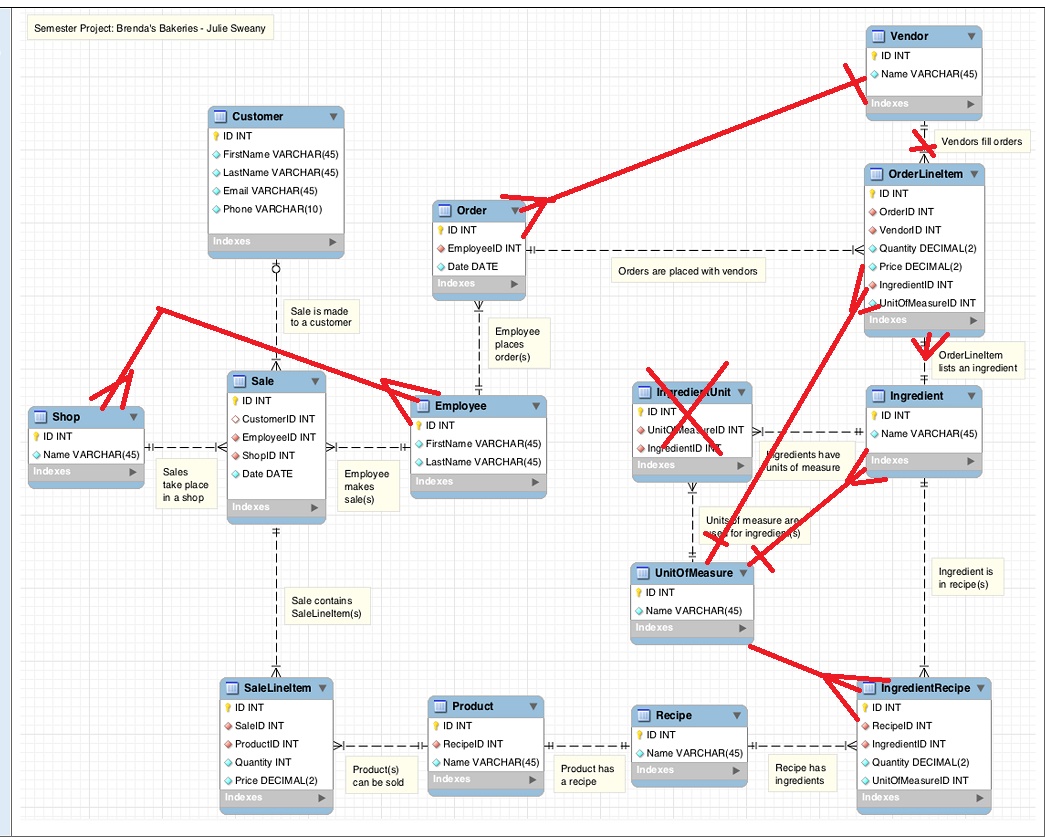 Semester Project: Brenda's Bakeries - Julie Sweany
Vendor
ID INT
Name VARCHAR(45)
Indexes
Vendors fill orders
Customer
ID INT
FirstName VARCHAR(45)
LastName VARCHAR(45)
Email VARCHAR(45)
Phone VARCHAR(10)
Indexes
Order
ID INT
EmployeeID INT
Date DATE
Indexes
Orders are placed with vendors
OrderLineItem
ID INT
OrderID INT
VendorID INT
Quantity DECIMAL(2)
Price DECIMAL(2)
IngredientID INT
UnitOfMeasureID INT
Indexes
Sale is made
to a customer
Employee
places
order(s)
OrderLineItem
lists an ingredient
Shop
ID INT
Name VARCHAR(45)
Indexes
Sales
take place
in a shop
Sale
ID INT
CustomerID INT
EmployeeID INT
ShopID INT
Date DATE
Indexes
Employee
makes
sale(s)
Employee
ID INT
FirstName VARCHAR(45)
LastName VARCHAR(45)
Indexes
IngredientUnit
ID INT
UnitOfMeasureID INT
IngredientID INT
Indexes
Ingredients have
units of measure
Ingredient
ID INT
Name VARCHAR(45)
Indexes
Units of measure are
used for ingredient(s)
UnitOfMeasure
ID INT
Name VARCHAR(45)
Indexes
Ingredient is
in recipe(s)
Sale contains
SaleLineItem(s)
SaleLineItem
ID INT
SaleID INT
ProductID INT
Quantity INT
Price DECIMAL(2)
Indexes
Product(s)
can be sold
Product
ID INT
RecipeID INT
Name VARCHAR(45)
Indexes
Product has
a recipe
Recipe
ID INT
Name VARCHAR(45)
Indexes
Recipe has
ingredients
IngredientRecipe
ID INT
RecipeID INT
IngredientID INT
Quantity DECIMAL(2)
UnitOfMeasureID INT
Indexes